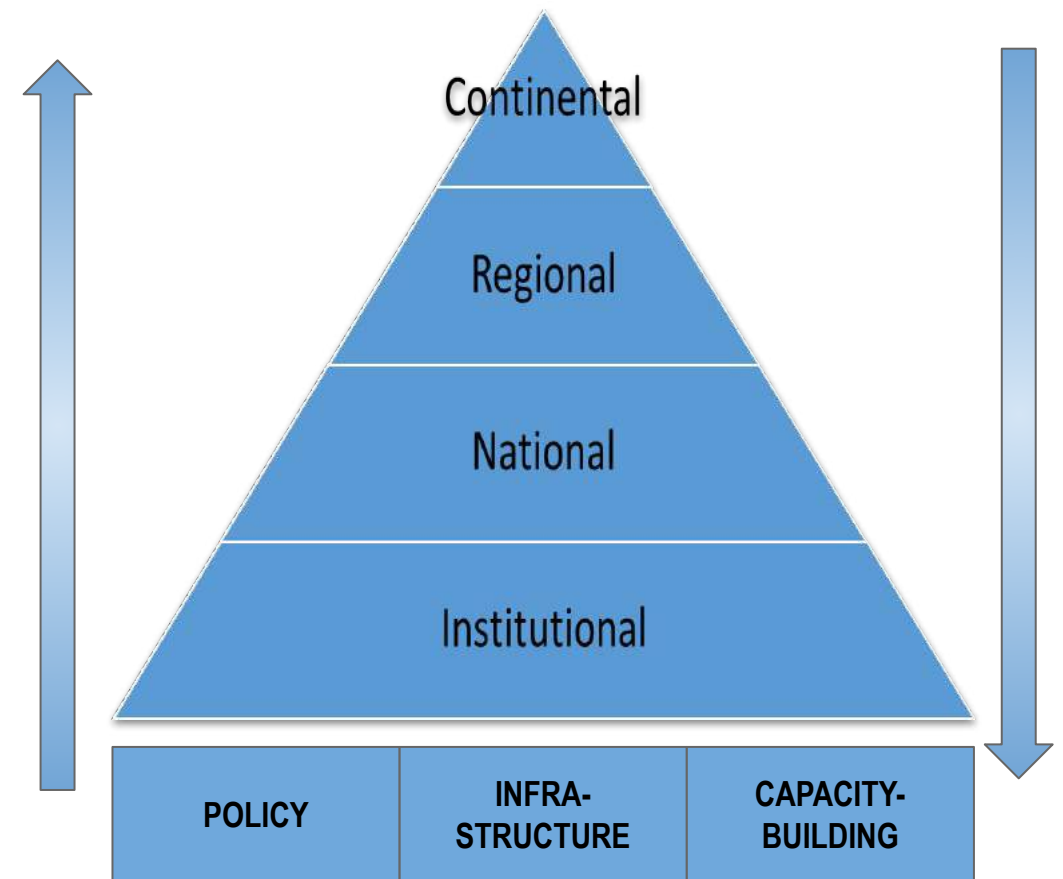 Continental
Regional
National
Institutional
POLICY
INFRA-
STRUCTURE
CAPACITY-
BUILDING